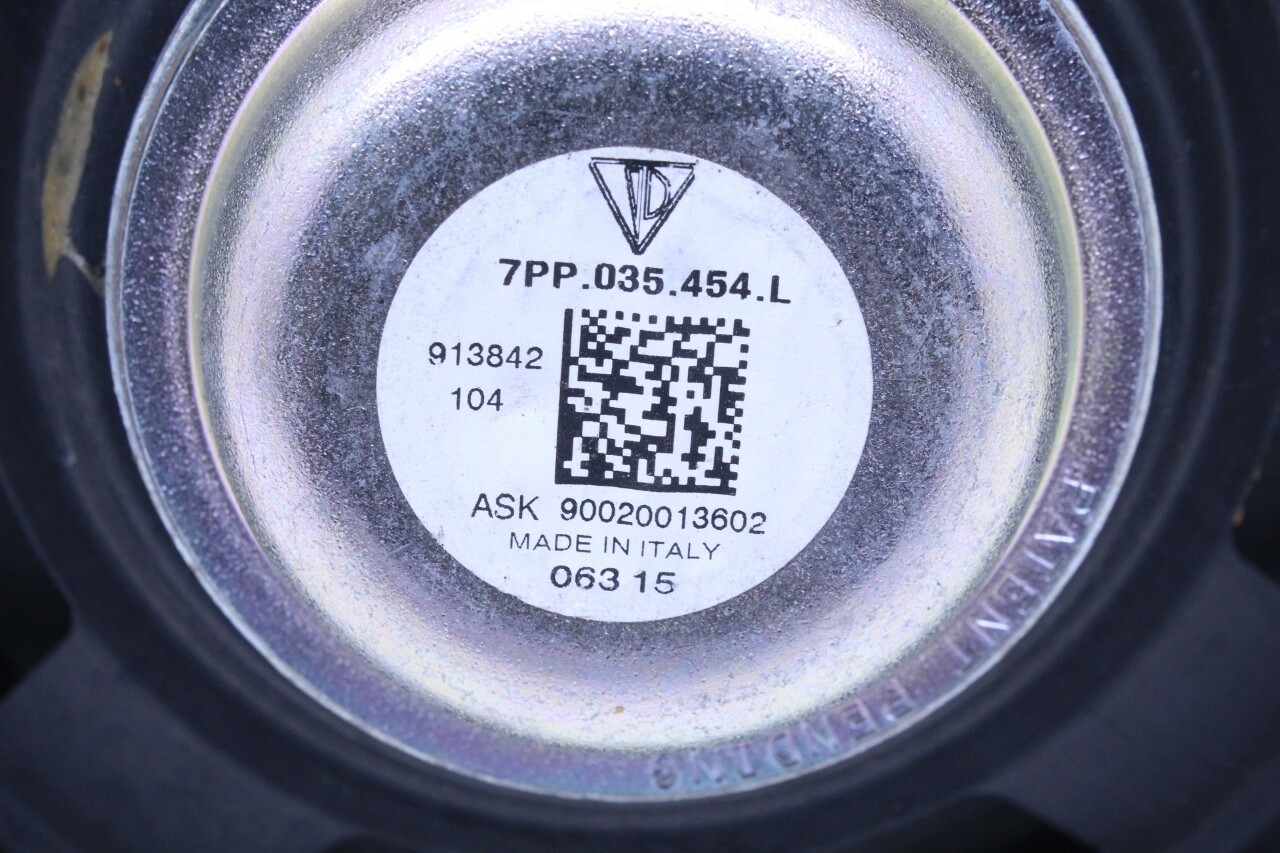 7PP.035.454.L
913842
104
ASK 90020013602
MADE IN ITALY
063 15
PATENT PENDING